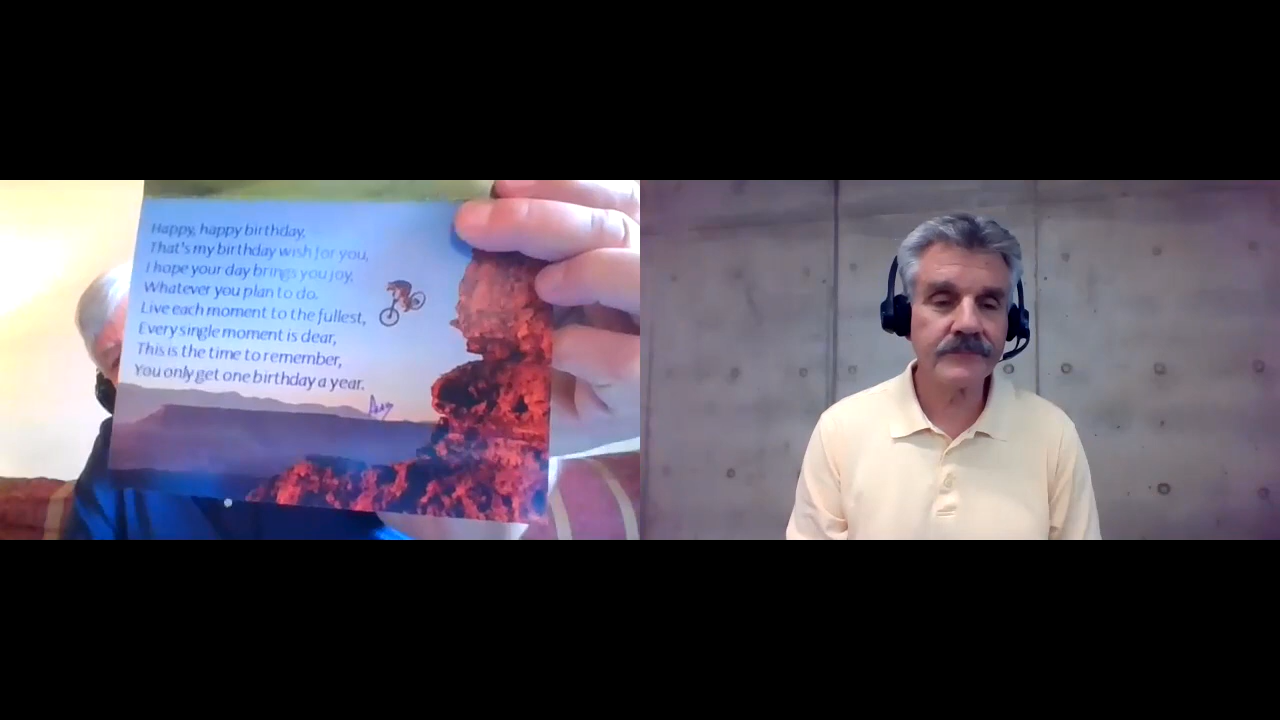 Happy, happy birthday,
That's my birthday wish for you,
I hope your day brings you joy,
Whatever you plan to do.
Live each moment to the fullest,
Every single moment is dear,
This is the time to remember,
You only get one birthday a year.